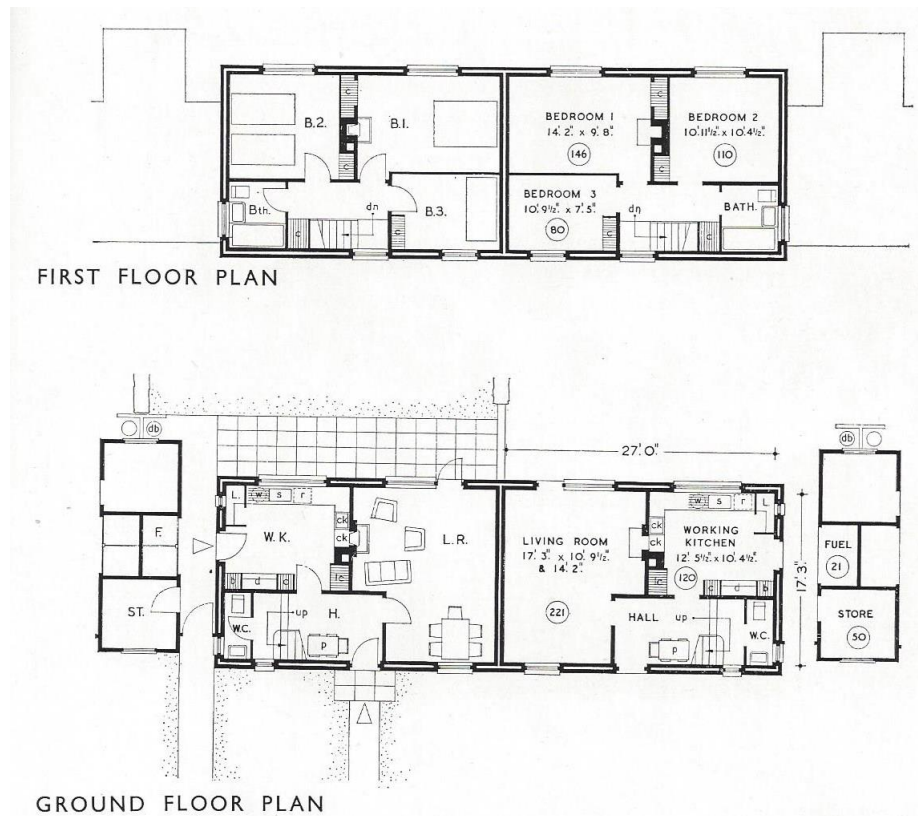 c
c
B.2.
B.1.
BEDROOM 1
14'. 2". x 9'. 8".
146
BEDROOM 2
10'. 11½". x 10'. 4½".
110
c
c
Bth.
dn
B.3.
BEDROOM 3
10'. 9½". x 7'. 5".
80
dn
BATH.
c
c
c
c
FIRST FLOOR PLAN
db
db
27'. 0".
L.
w
s
r
w
s
r
L.
ck
ck
ck
ck
W.K.
L.R.
LIVING ROOM
17'. 3" x 10'. 9½".
& 14'. 2".
221
WORKING
KITCHEN
12'. 5½". x 10'. 4½".
120
17'. 3".
F.
FUEL
21
b
d
c
c
d
b
ST.
W.C.
up
H.
P
HALL
up
P
W.C.
STORE
50
GROUND FLOOR PLAN